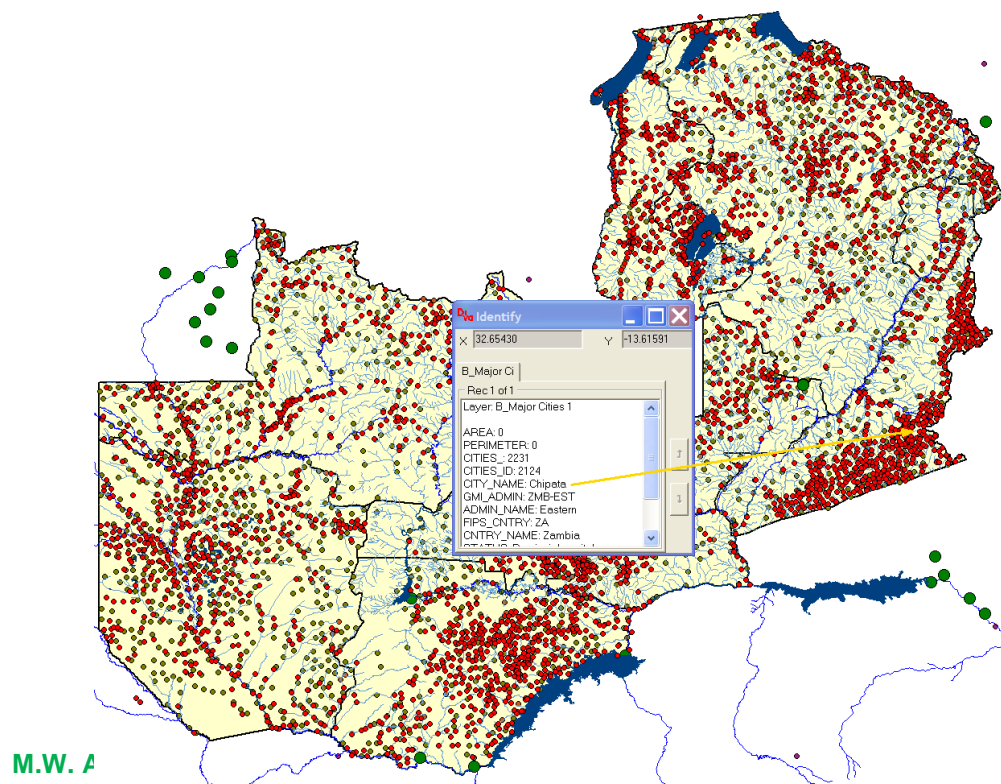 Identify
X 32.65430 Y -13.61591
B_Major Ci
Rec 1 of 1
Layer: B_Major Cities 1
AREA: 0
PERIMETER: 0
CITIES_: 2231
CITIES_ID: 2124
CITY_NAME: Chipata
GMI_ADMIN: ZMB-EST
ADMIN_NAME: Eastern
FIPS_CNTRY: ZA
CNTRY_NAME: Zambia
M.W. A